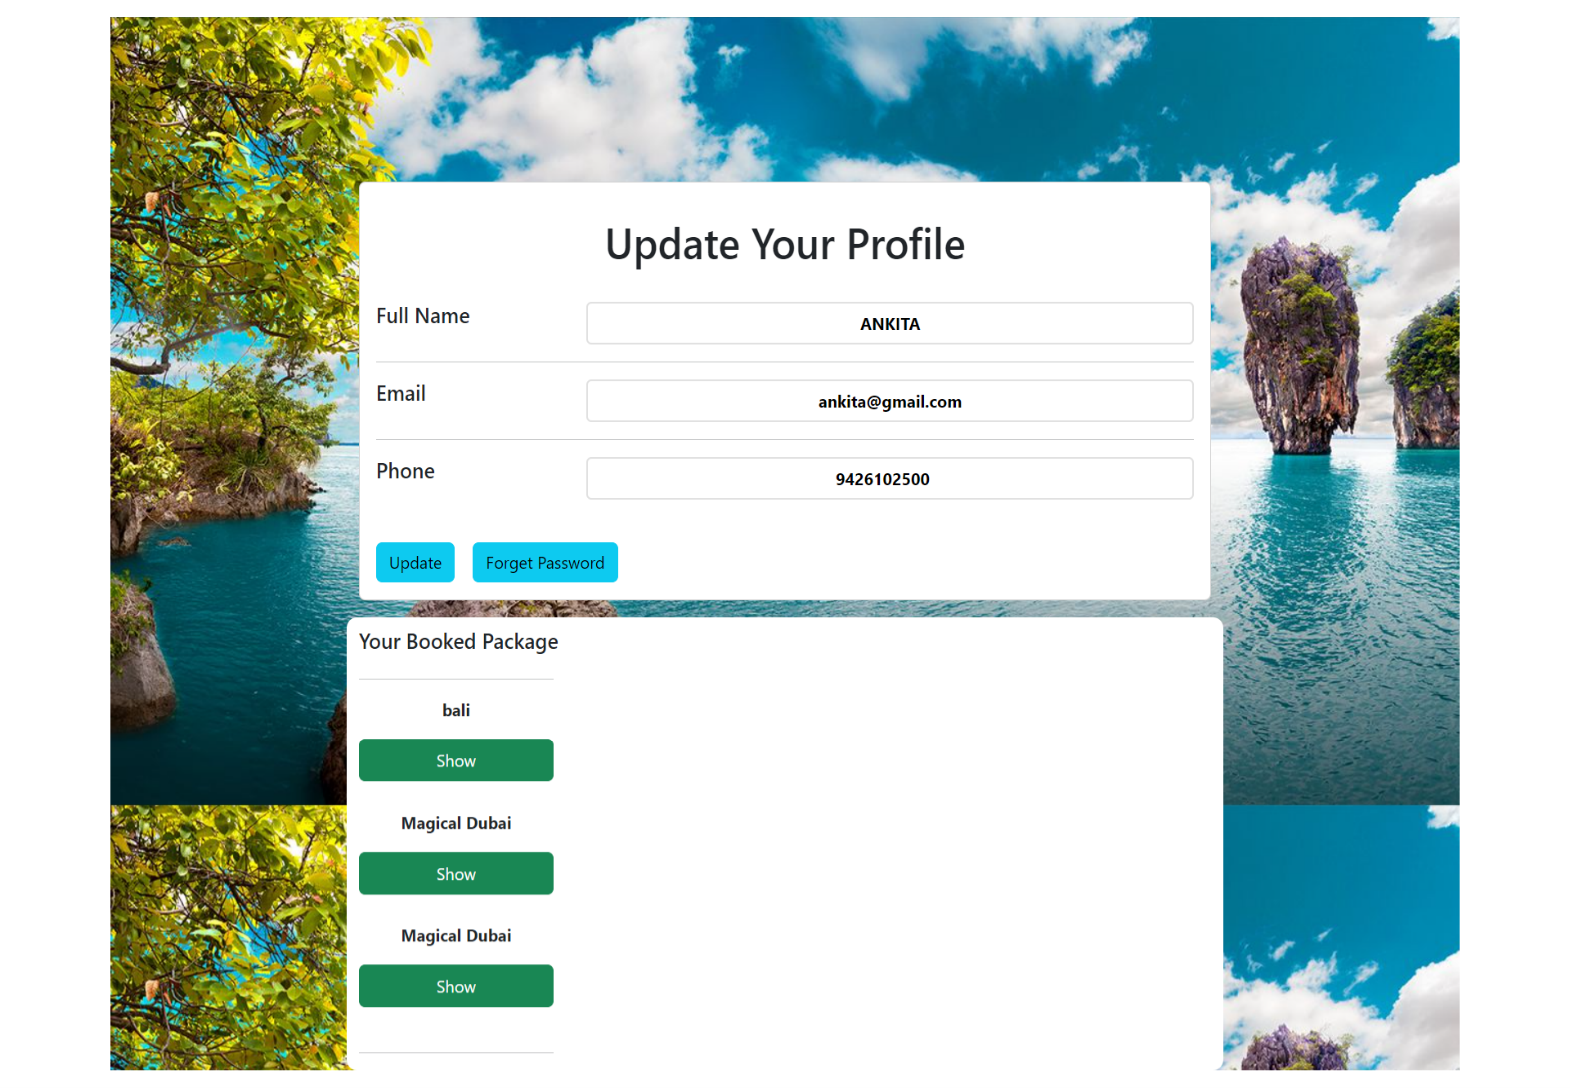 Update Your Profile
Full Name
ANKITA
Email
ankita@gmail.com
Phone
9426102500
Update Forget Password
Your Booked Package
bali
Show
Magical Dubai
Show
Magical Dubai
Show